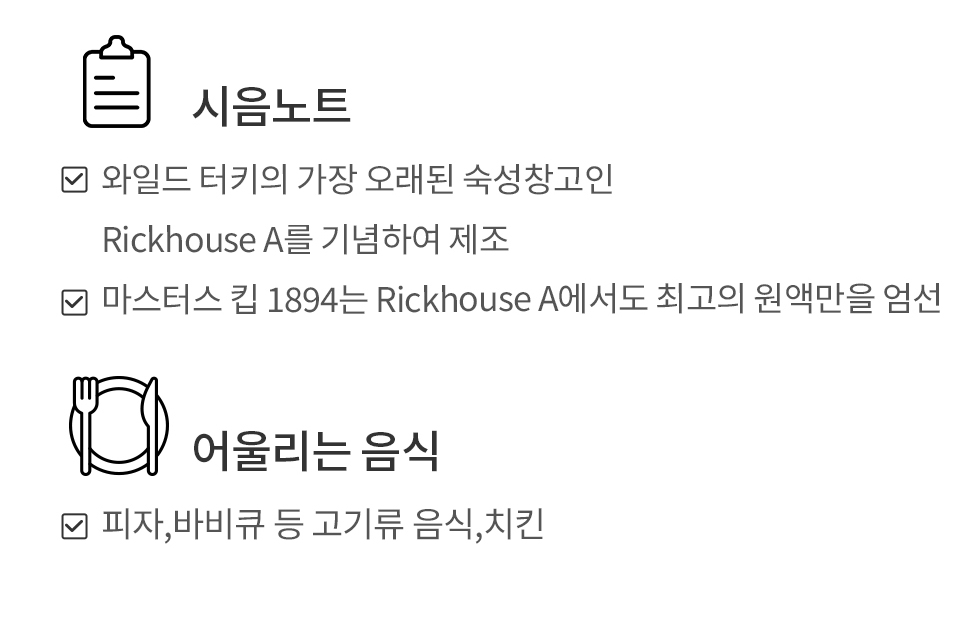 시음노트
와일드 터키의 가장 오래된 숙성창고인
Rickhouse A를 기념하여 제조
마스터스 킵 1894는 Rickhouse A에서도 최고의 원액만을 엄선
어울리는 음식
피자,바비큐 등 고기류 음식,치킨